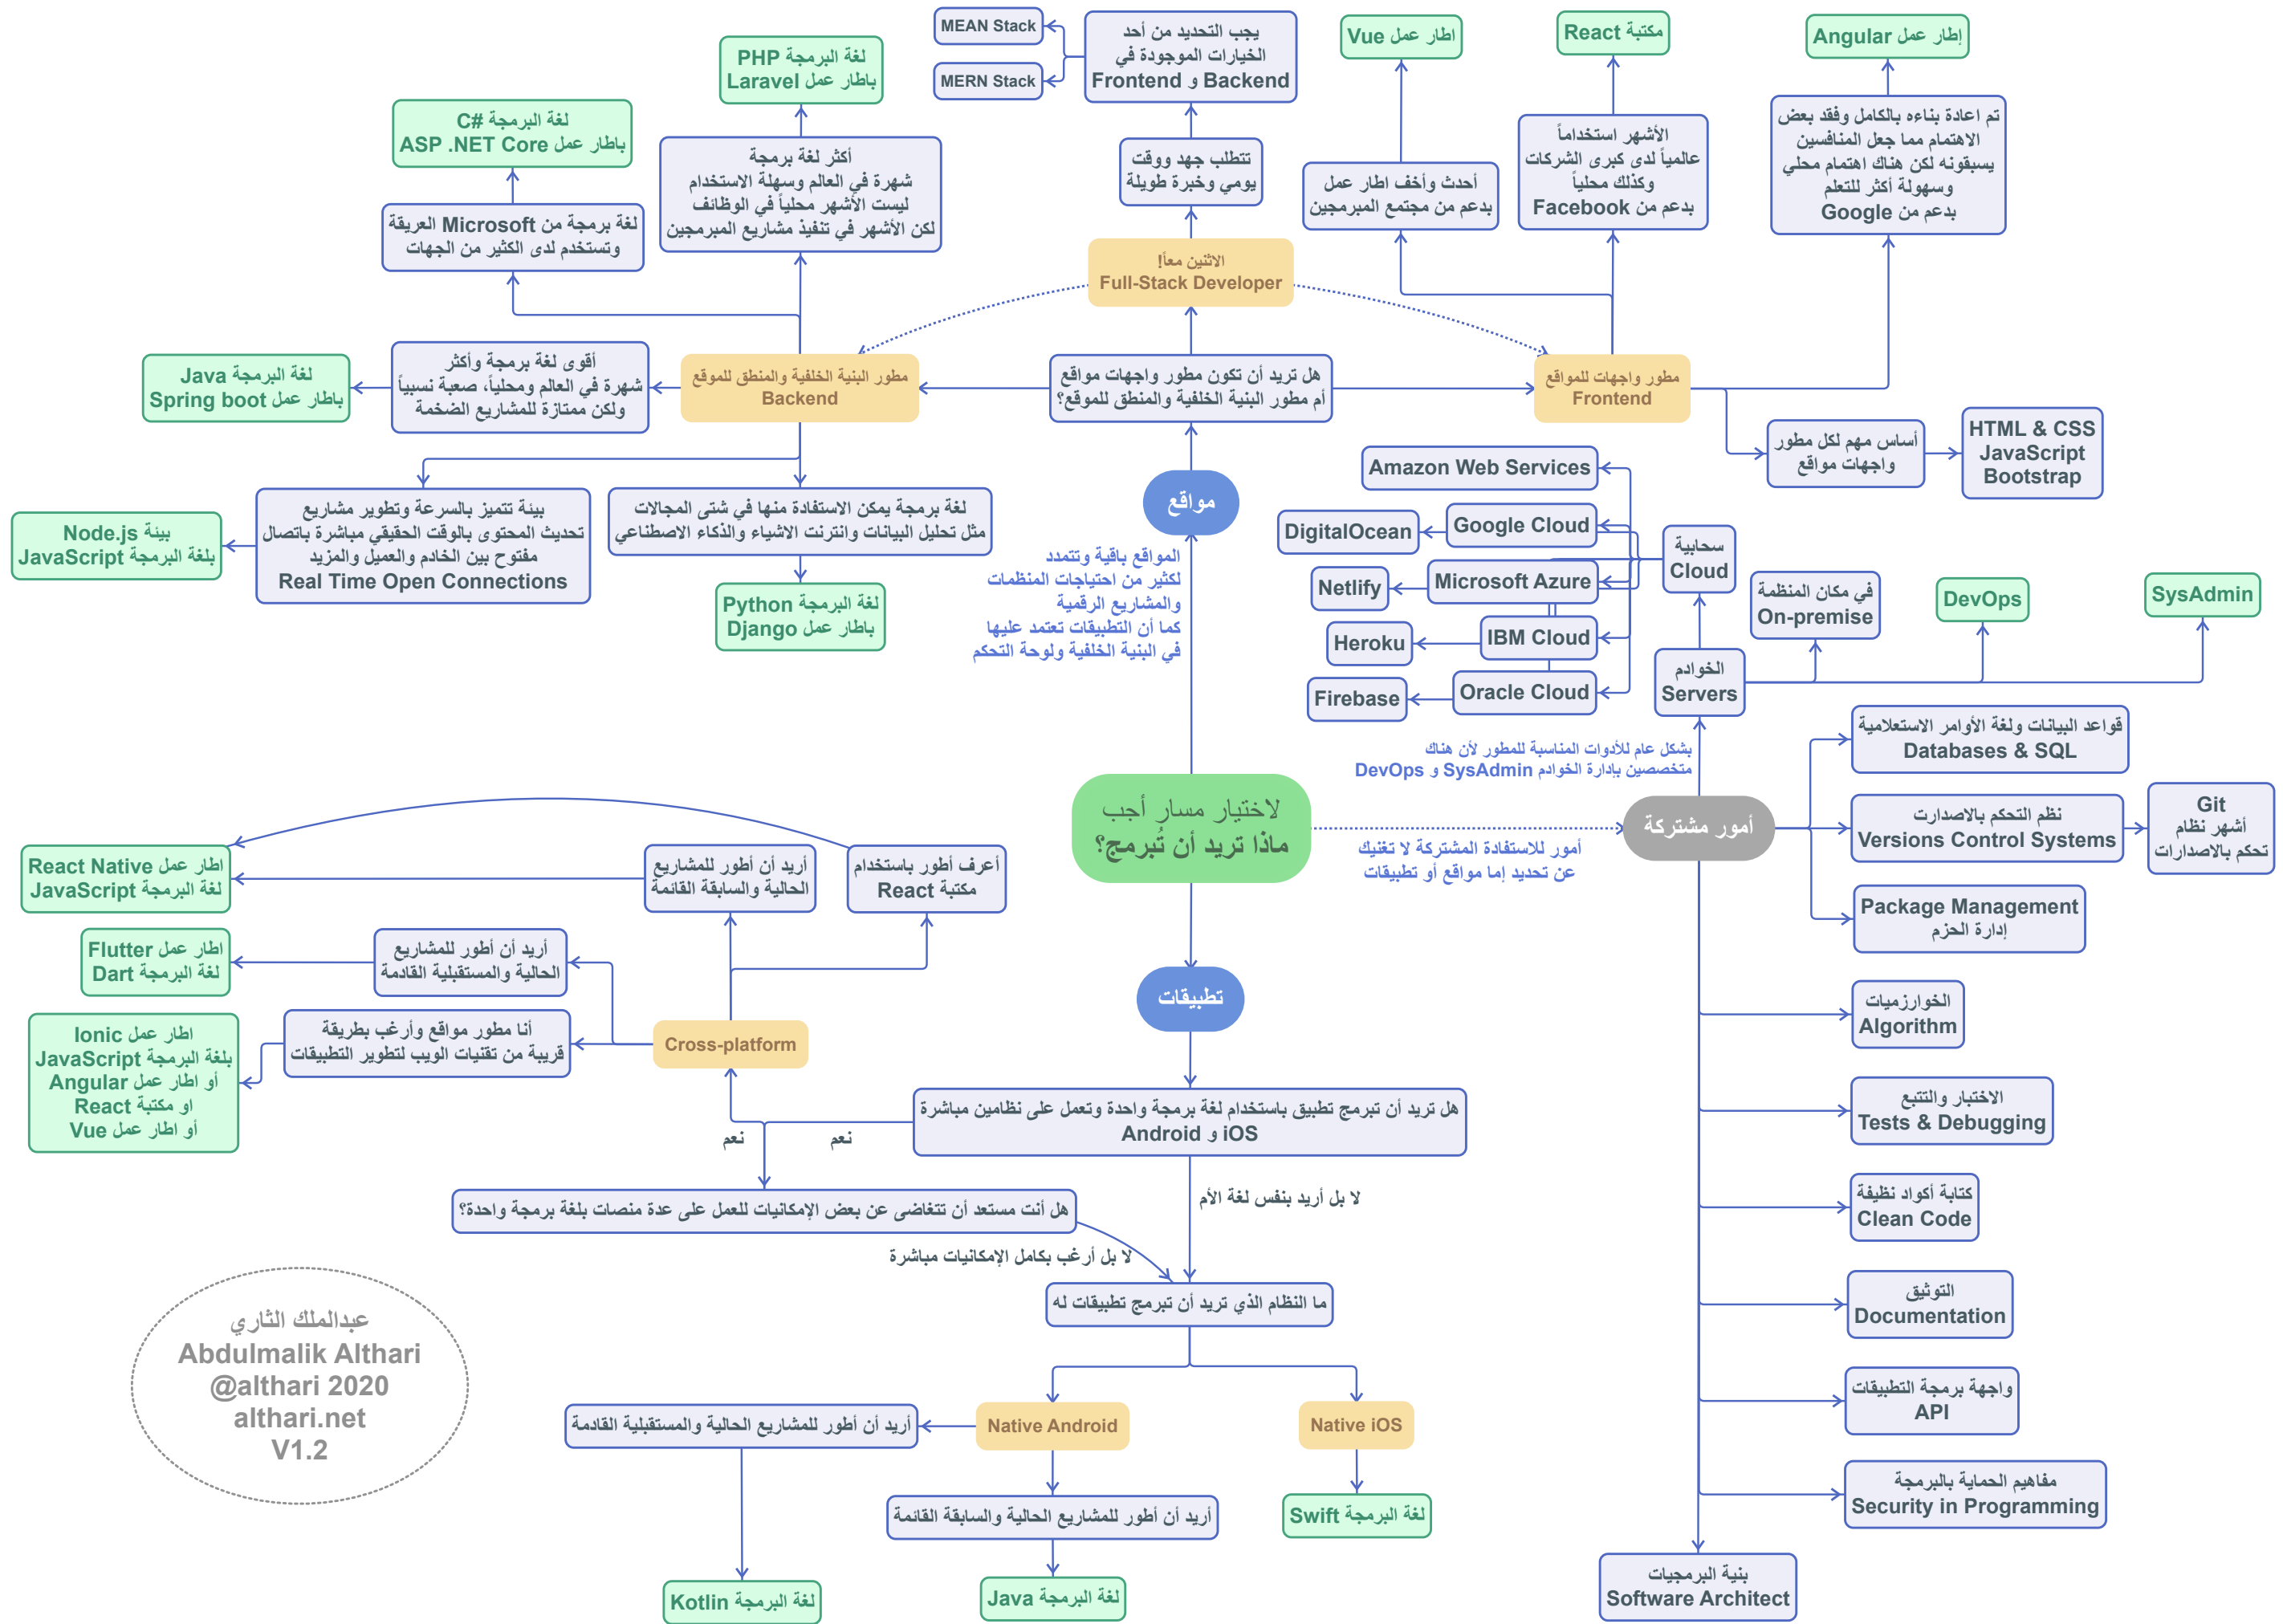 MEAN Stack
MERN Stack
يجب التحديد من أحد
الخيارات الموجودة في
Frontend و Backend
اطار عمل Vue
مكتبة React
إطار عمل Angular
لغة البرمجة PHP
باطار عمل Laravel
لغة البرمجة C#
باطار عمل ASP .NET Core
أكثر لغة برمجة
شهرة في العالم وسهلة الاستخدام
ليست الأشهر محلياً في الوظائف
لكن الأشهر في تنفيذ مشاريع المبرمجين
تتطلب جهد ووقت
يومي وخبرة طويلة
أحدث وأخف اطار عمل
بدعم من مجتمع المبرمجين
الأشهر استخداماً
عالمياً لدى كبرى الشركات
وكذلك محلياً
بدعم من Facebook
تم اعادة بناءه بالكامل وفقد بعض
الاهتمام مما جعل المنافسين
يسبقونه لكن هناك اهتمام محلي
وسهولة أكثر للتعلم
بدعم من Google
لغة برمجة من Microsoft العريقة
وتستخدم لدى الكثير من الجهات
الاثنين معاً!
Full-Stack Developer
لغة البرمجة Java
باطار عمل Spring boot
أقوى لغة برمجة وأكثر
شهرة في العالم ومحلياً، صعبة نسبياً
ولكن ممتازة للمشاريع الضخمة
مطور البنية الخلفية والمنطق للموقع
Backend
هل تريد أن تكون مطور واجهات مواقع
أم مطور البنية الخلفية والمنطق للموقع؟
مطور واجهات للمواقع
Frontend
أساس مهم لكل مطور
واجهات مواقع
HTML & CSS
JavaScript
Bootstrap
بيئة Node.js
بلغة البرمجة JavaScript
بيئة تتميز بالسرعة وتطوير مشاريع
تحديث المحتوى بالوقت الحقيقي مباشرة باتصال
مفتوح بين الخادم والعميل والمزيد
Real Time Open Connections
لغة برمجة يمكن الاستفادة منها في شتى المجالات
مثل تحليل البيانات وانترنت الاشياء والذكاء الاصطناعي
لغة البرمجة Python
باطار عمل Django
مواقع
المواقع باقية وتتمدد
لكثير من احتياجات المنظمات
والمشاريع الرقمية
كما أن التطبيقات تعتمد عليها
في البنية الخلفية ولوحة التحكم
Amazon Web Services
Google Cloud
DigitalOcean
Microsoft Azure
Netlify
IBM Cloud
Heroku
Oracle Cloud
Firebase
سحابية
Cloud
في مكان المنظمة
On-premise
DevOps
SysAdmin
الخوادم
Servers
بشكل عام للأدوات المناسبة للمطور لأن هناك
متخصصين بإدارة الخوادم SysAdmin و DevOps
قواعد البيانات ولغة الأوامر الاستعلامية
Databases & SQL
لاختيار مسار أجب
ماذا تريد أن تُبرمج؟
أمور للاستفادة المشتركة لا تغنيك
عن تحديد إما مواقع أو تطبيقات
أمور مشتركة
نظم التحكم بالاصدارت
Versions Control Systems
Git
أشهر نظام
تحكم بالاصدارات
Package Management
إدارة الحزم
الخوارزميات
Algorithm
الاختبار والتتبع
Tests & Debugging
كتابة أكواد نظيفة
Clean Code
التوثيق
Documentation
واجهة برمجة التطبيقات
API
مفاهيم الحماية بالبرمجة
Security in Programming
بنية البرمجيات
Software Architect
اطار عمل React Native
لغة البرمجة JavaScript
أريد أن أطور للمشاريع
الحالية والسابقة القائمة
أعرف أطور باستخدام
مكتبة React
اطار عمل Flutter
لغة البرمجة Dart
أريد أن أطور للمشاريع
الحالية والمستقبلية القادمة
تطبيقات
اطار عمل Ionic
بلغة البرمجة JavaScript
أو اطار عمل Angular
او مكتبة React
أو اطار عمل Vue
أنا مطور مواقع وأرغب بطريقة
قريبة من تقنيات الويب لتطوير التطبيقات
Cross-platform
هل تريد أن تبرمج تطبيق باستخدام لغة برمجة واحدة وتعمل على نظامين مباشرة
iOS و Android
نعم
نعم
هل أنت مستعد أن تتغاضى عن بعض الإمكانيات للعمل على عدة منصات بلغة برمجة واحدة؟
لا بل أريد بنفس لغة الأم
لا بل أرغب بكامل الإمكانيات مباشرة
ما النظام الذي تريد أن تبرمج تطبيقات له
Native Android
Native iOS
أريد أن أطور للمشاريع الحالية والمستقبلية القادمة
أريد أن أطور للمشاريع الحالية والسابقة القائمة
لغة البرمجة Swift
لغة البرمجة Kotlin
لغة البرمجة Java
عبدالملك الثاري
Abdulmalik Althari
@althari 2020
althari.net
V1.2